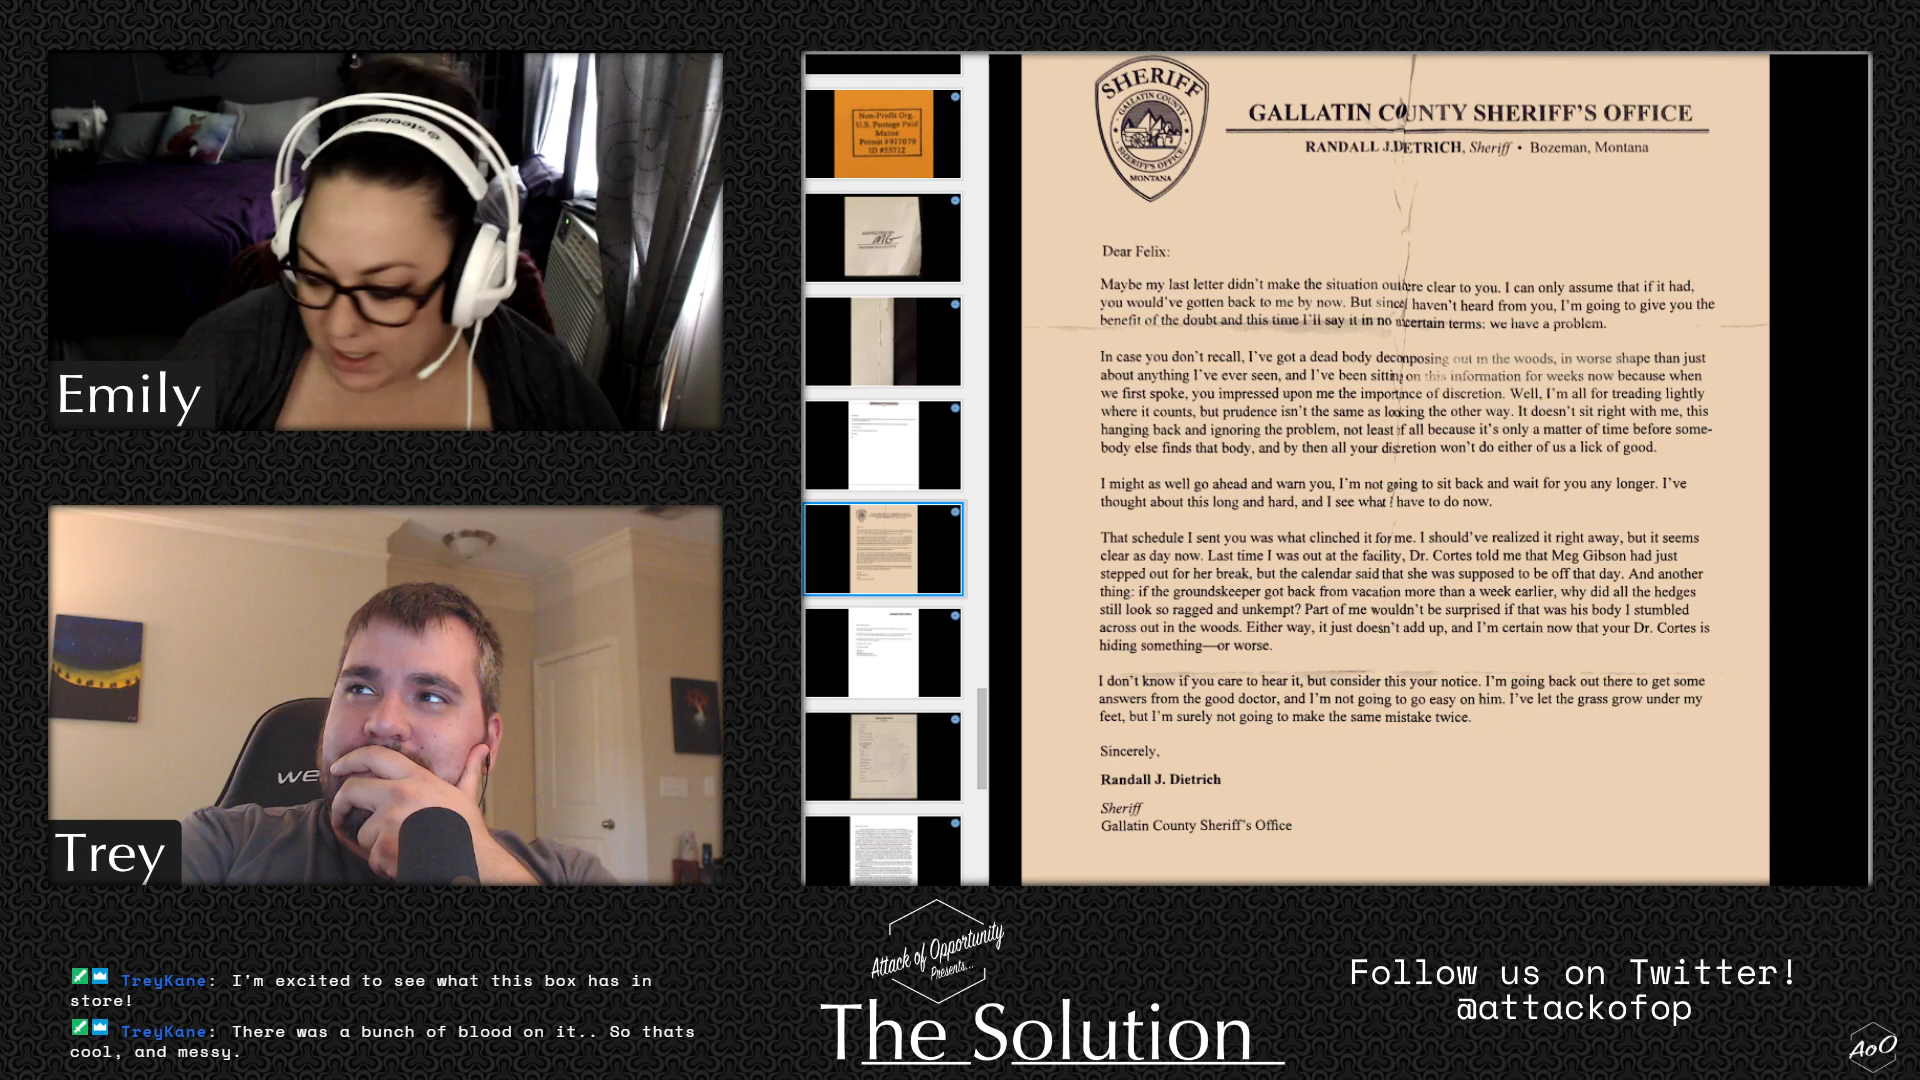 Emily
steelseries
Trey
Non-Profit Org.
U.S. Postage Paid
Maine
Permit #917079
ID #55712
MG
SHERIFF
GALLATIN COUNTY
SHERIFF'S OFFICE
MONTANA
GALLATIN COUNTY SHERIFF'S OFFICE
RANDALL J. DIETRICH, Sheriff • Bozeman, Montana
Dear Felix:
Maybe my last letter didn't make the situation out here clear to you. I can only assume that if it had,
you would've gotten back to me by now. But since haven't heard from you, I'm going to give you the
benefit of the doubt and this time I'll say it in no uncertain terms: we have a problem.
In case you don't recall, I've got a dead body decomposing out in the woods, in worse shape than just
about anything I've ever seen, and I've been sitting on this information for weeks now because when
we first spoke, you impressed upon me the importance of discretion. Well, I'm all for treading lightly
where it counts, but prudence isn't the same as looking the other way. It doesn't sit right with me, this
hanging back and ignoring the problem, not least of all because it's only a matter of time before some-
body else finds that body, and by then all your discretion won't do either of us a lick of good.
I might as well go ahead and warn you, I'm not going to sit back and wait for you any longer. I've
thought about this long and hard, and I see what I have to do now.
That schedule I sent you was what clinched it for me. I should've realized it right away, but it seems
clear as day now. Last time I was out at the facility, Dr. Cortes told me that Meg Gibson had just
stepped out for her break, but the calendar said that she was supposed to be off that day. And another
thing: if the groundskeeper got back from vacation more than a week earlier, why did all the hedges
still look so ragged and unkempt? Part of me wouldn't be surprised if that was his body I stumbled
across out in the woods. Either way, it just doesn't add up, and I'm certain now that your Dr. Cortes is
hiding something—or worse.
I don't know if you care to hear it, but consider this your notice. I'm going back out there to get some
answers from the good doctor, and I'm not going to go easy on him. I've let the grass grow under my
feet, but I'm surely not going to make the same mistake twice.
Sincerely,
Randall J. Dietrich
Sheriff
Gallatin County Sheriff's Office
TreyKane: I'm excited to see what this box has in
store!
TreyKane: There was a bunch of blood on it.. So thats
cool, and messy.
Attack of Opportunity
Presents...
The Solution
Follow us on Twitter!
@attackofop
AoO